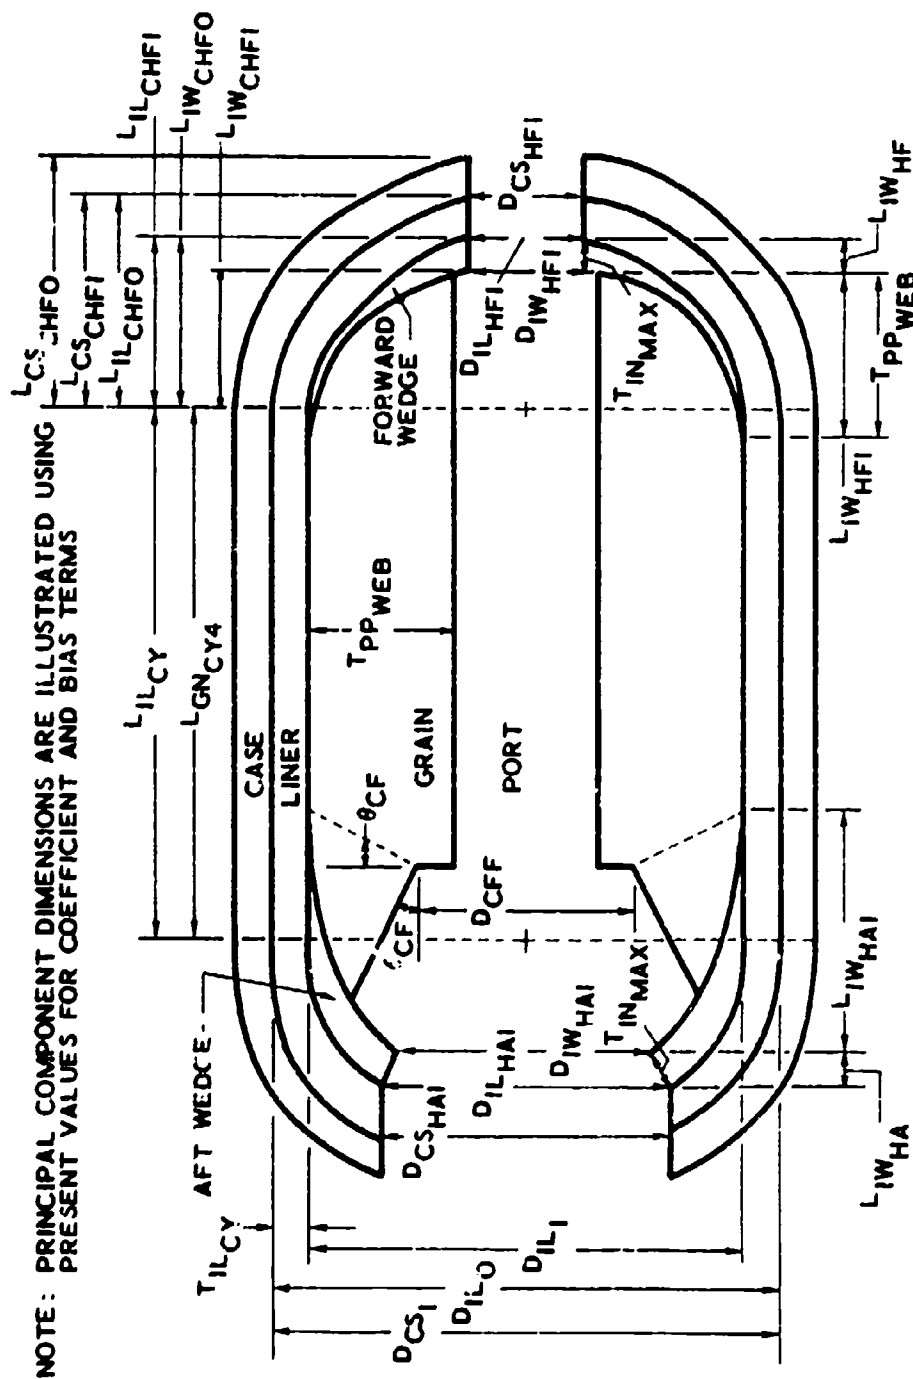 NOTE: PRINCIPAL COMPONENT DIMENSIONS ARE ILLUSTRATED USING
PRESENT VALUES FOR COEFFICIENT AND BIAS TERMS
L_CS_CHFO
L_CS_CHFI
L_IL_CHFO
L_IL_CHFI
L_IW_CHFO
L_IW_CHFI
L_IL_CY
L_GN_CY4
CASE
LINER
AFT WEDGE
T_IL_CY
FORWARD
WEDGE
T_PP_WEB
θ_CF
GRAIN
PORT
D_CFF
D_CS_HFI
D_IL_HFI
D_IW_HFI
T_IN_MAX
D_CS_HAI
D_IL_HAI
D_IW_HAI
T_IN_MAX
D_CS_I
D_IL_O
D_IL_I
L_IW_HA
L_IW_HAI
L_IW_HFI
T_PP_WEB
L_IW_HF